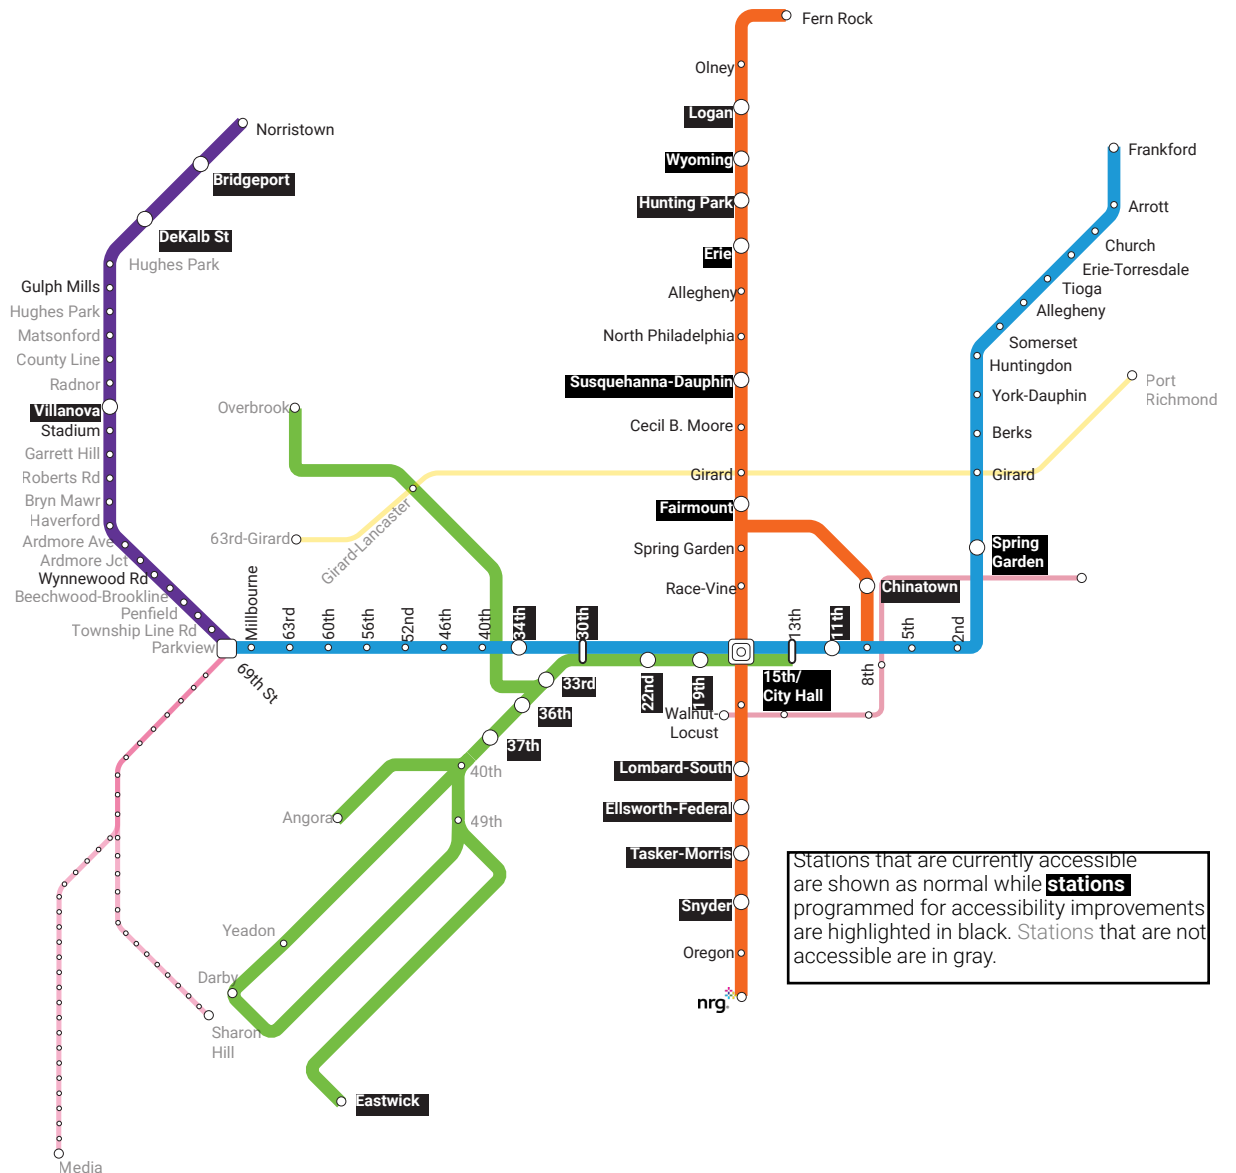 Fern Rock
Olney
Logan
Wyoming
Hunting Park
Erie
Allegheny
North Philadelphia
Susquehanna-Dauphin
Cecil B. Moore
Girard
Fairmount
Spring Garden
Race-Vine
Chinatown
Norristown
Bridgeport
DeKalb St
Hughes Park
Gulph Mills
Hughes Park
Matsonford
County Line
Radnor
Villanova
Stadium
Garrett Hill
Roberts Rd
Bryn Mawr
Haverford
Ardmore Ave
Ardmore Jct
Wynnewood Rd
Beechwood-Brookline
Penfield
Township Line Rd
Parkview
69th St
Overbrook
63rd-Girard
Girard-Lancaster
Frankford
Arrott
Church
Erie-Torresdale
Tioga
Allegheny
Somerset
Huntingdon
York-Dauphin
Berks
Girard
Spring
Garden
Port
Richmond
Millbourne
63rd
60th
56th
52nd
46th
40th
34th
30th
13th
11th
8th
5th
2nd
15th/
City Hall
22nd
19th
33rd
36th
37th
40th
49th
Angora
Yeadon
Darby
Sharon
Hill
Eastwick
Media
Walnut-
Locust
Lombard-South
Ellsworth-Federal
Tasker-Morris
Snyder
Oregon
nrg
Stations that are currently accessible
are shown as normal while stations
programmed for accessibility improvements
are highlighted in black. Stations that are not
accessible are in gray.